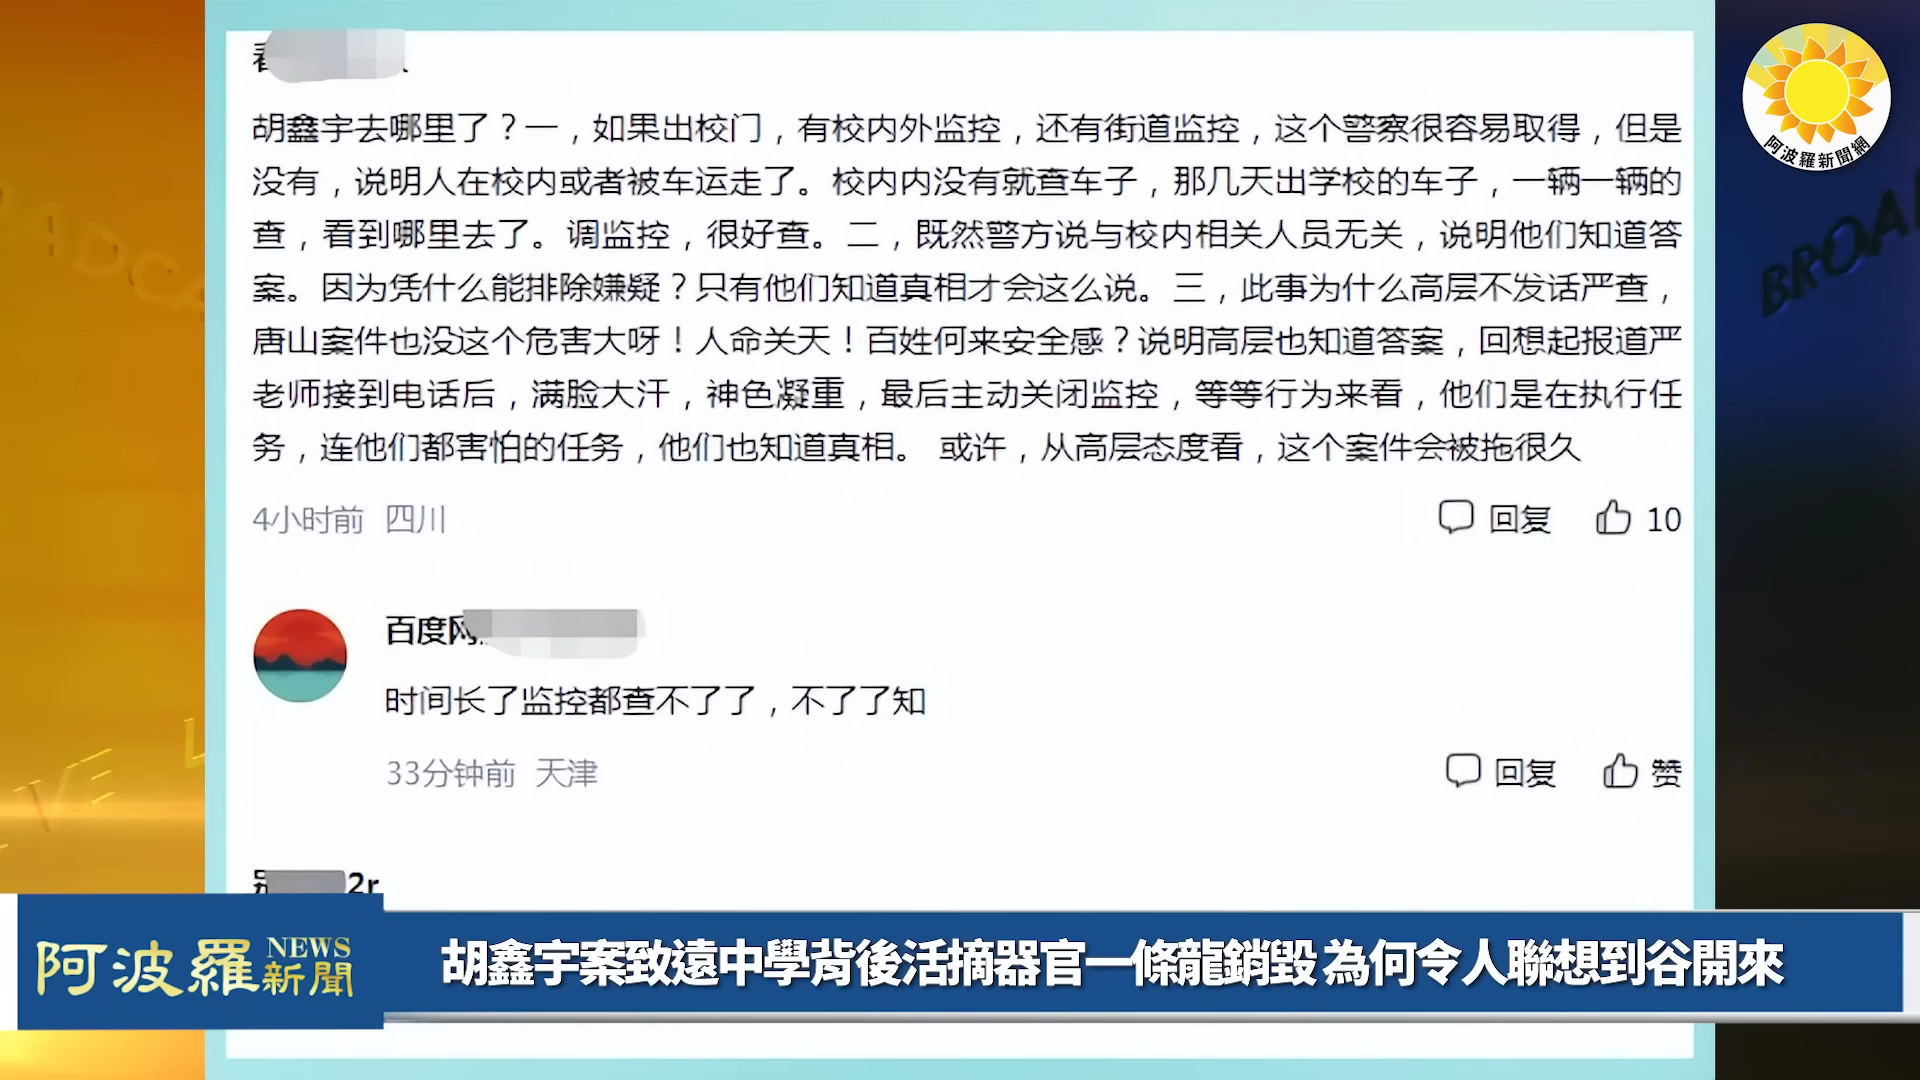 胡鑫宇去哪里了？一，如果出校门，有校内外监控，还有街道监控，这个警察很容易取得，但是
没有，说明人在校内或者被车运走了。校内内没有就查车子，那几天出学校的车子，一辆一辆的
查，看到哪里去了。调监控，很好查。二，既然警方说与校内相关人员无关，说明他们知道答
案。因为凭什么能排除嫌疑？只有他们知道真相才会这么说。三，此事为什么高层不发话严查，
唐山案件也没这个危害大呀！人命关天！百姓何来安全感？说明高层也知道答案，回想起报道严
老师接到电话后，满脸大汗，神色凝重，最后主动关闭监控，等等行为来看，他们是在执行任
务，连他们都害怕的任务，他们也知道真相。 或许，从高层态度看，这个案件会被拖很久
4小时前 四川
回复 10
百度网
时间长了监控都查不了了，不了了知
33分钟前 天津
回复 赞
2r
阿波羅新聞網
BROA
阿波羅 NEWS 新聞
胡鑫宇案致遠中學背後活摘器官一條龍銷毀 為何令人聯想到谷開來